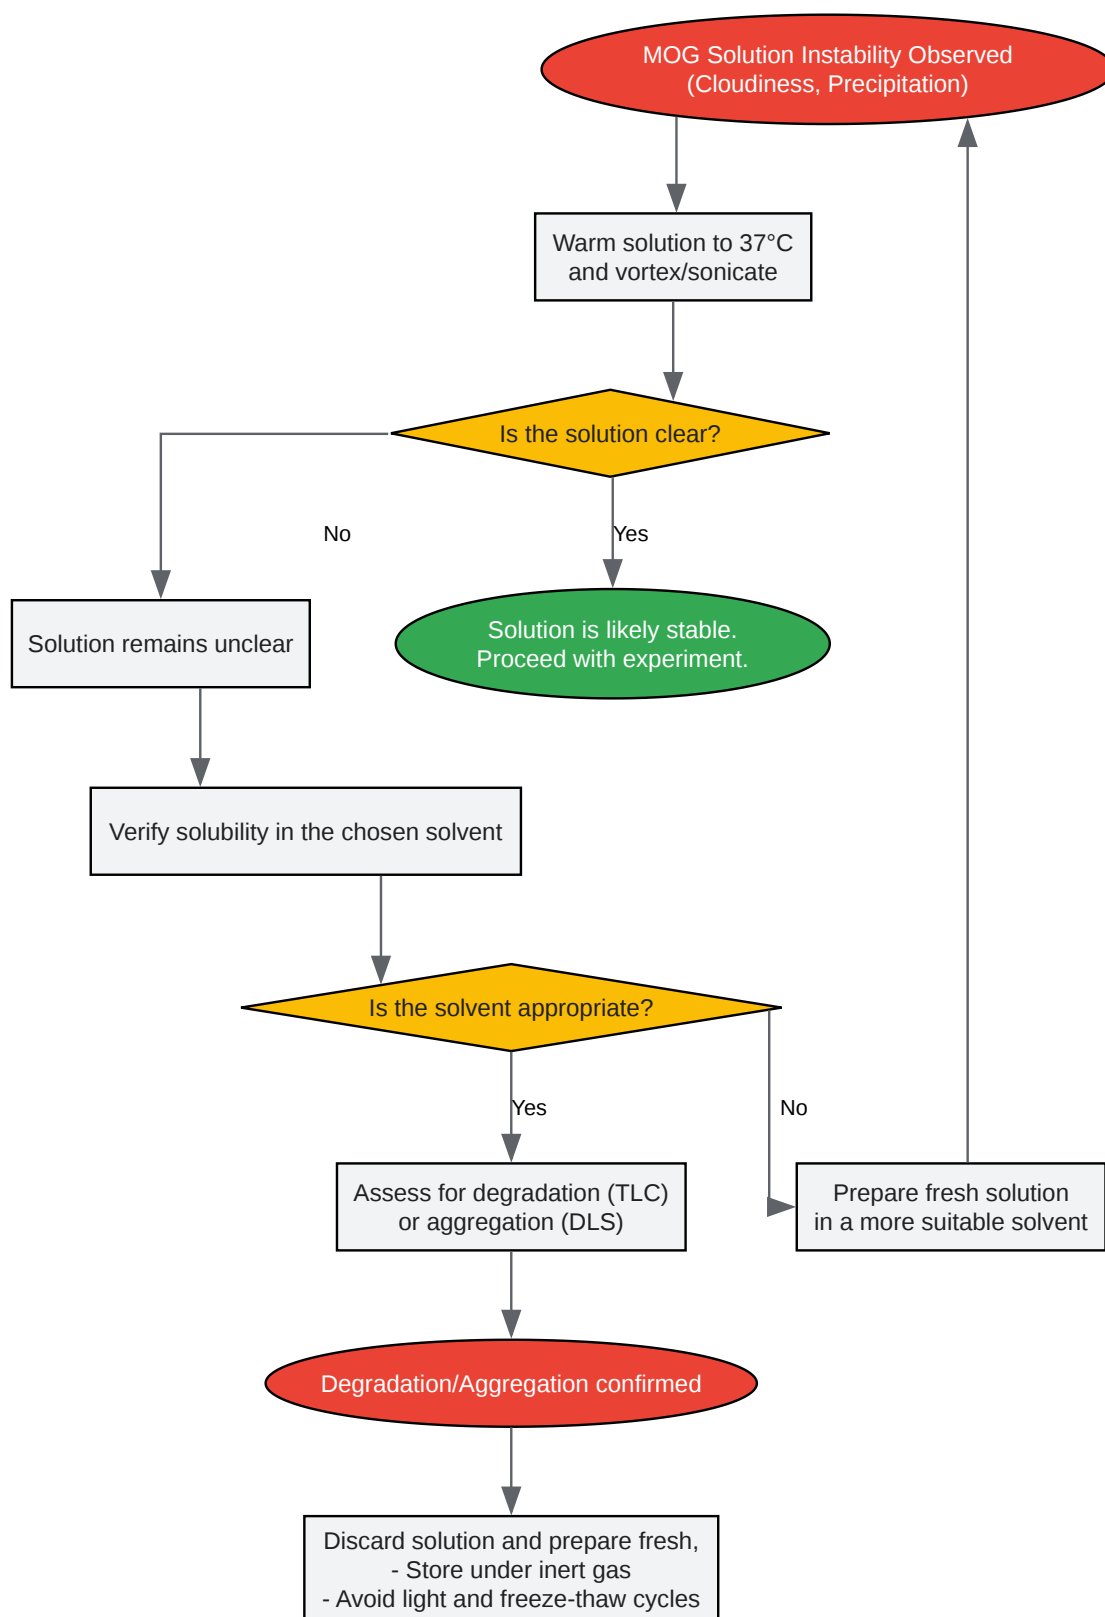 MOG Solution Instability Observed
(Cloudiness, Precipitation)
Warm solution to 37°C
and vortex/sonicate
Is the solution clear?
No
Yes
Solution remains unclear
Solution is likely stable.
Proceed with experiment.
Verify solubility in the chosen solvent
Is the solvent appropriate?
Yes
No
Assess for degradation (TLC)
or aggregation (DLS)
Prepare fresh solution
in a more suitable solvent
Degradation/Aggregation confirmed
Discard solution and prepare fresh,
- Store under inert gas
- Avoid light and freeze-thaw cycles